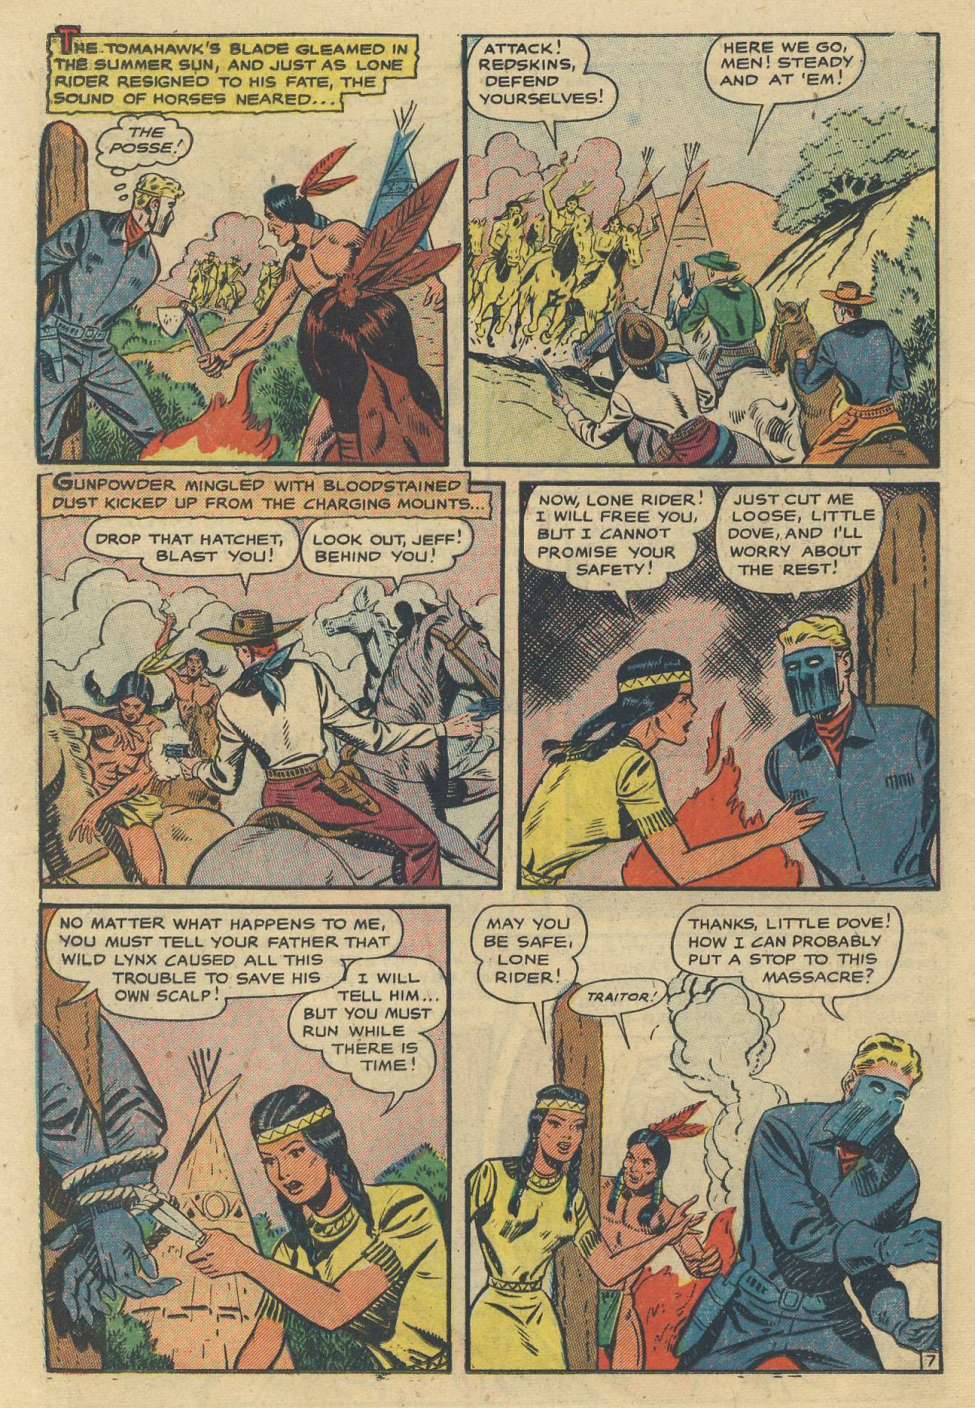 THE TOMAHAWK'S BLADE GLEAMED IN
THE SUMMER SUN, AND JUST AS LONE
RIDER RESIGNED TO HIS FATE, THE
SOUND OF HORSES NEARED...
THE
POSSE!
ATTACK!
REDSKINS,
DEFEND
YOURSELVES!
HERE WE GO,
MEN! STEADY
AND AT 'EM!
GUNPOWDER MINGLED WITH BLOODSTAINED
DUST KICKED UP FROM THE CHARGING MOUNTS...
DROP THAT HATCHET,
BLAST YOU!
LOOK OUT, JEFF!
BEHIND YOU!
NOW, LONE RIDER!
I WILL FREE YOU,
BUT I CANNOT
PROMISE YOUR
SAFETY!
JUST CUT ME
LOOSE, LITTLE
DOVE, AND I'LL
WORRY ABOUT
THE REST!
NO MATTER WHAT HAPPENS TO ME,
YOU MUST TELL YOUR FATHER THAT
WILD LYNX CAUSED ALL THIS
TROUBLE TO SAVE HIS
OWN SCALP!
I WILL
TELL HIM...
BUT YOU MUST
RUN WHILE
THERE IS
TIME!
MAY YOU
BE SAFE,
LONE
RIDER!
TRAITOR!
THANKS, LITTLE DOVE!
HOW I CAN PROBABLY
PUT A STOP TO THIS
MASSACRE?
7